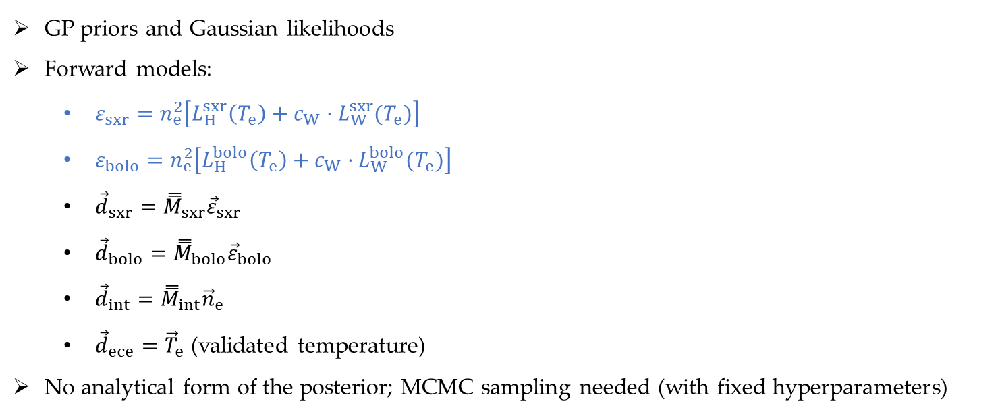 ➢ GP priors and Gaussian likelihoods
➢ Forward models:
• $\varepsilon_{\mathrm{sxr}} = n_{\mathrm{e}}^{2}\left[L_{\mathrm{H}}^{\mathrm{sxr}}(T_{\mathrm{e}}) + c_{\mathrm{W}} \cdot L_{\mathrm{W}}^{\mathrm{sxr}}(T_{\mathrm{e}})\right]$
• $\varepsilon_{\mathrm{bolo}} = n_{\mathrm{e}}^{2}\left[L_{\mathrm{H}}^{\mathrm{bolo}}(T_{\mathrm{e}}) + c_{\mathrm{W}} \cdot L_{\mathrm{W}}^{\mathrm{bolo}}(T_{\mathrm{e}})\right]$
• $\vec{d}_{\mathrm{sxr}} = \bar{\bar{M}}_{\mathrm{sxr}}\vec{\varepsilon}_{\mathrm{sxr}}$
• $\vec{d}_{\mathrm{bolo}} = \bar{\bar{M}}_{\mathrm{bolo}}\vec{\varepsilon}_{\mathrm{bolo}}$
• $\vec{d}_{\mathrm{int}} = \bar{\bar{M}}_{\mathrm{int}}\vec{n}_{\mathrm{e}}$
• $\vec{d}_{\mathrm{ece}} = \vec{T}_{\mathrm{e}}$ (validated temperature)
➢ No analytical form of the posterior; MCMC sampling needed (with fixed hyperparameters)